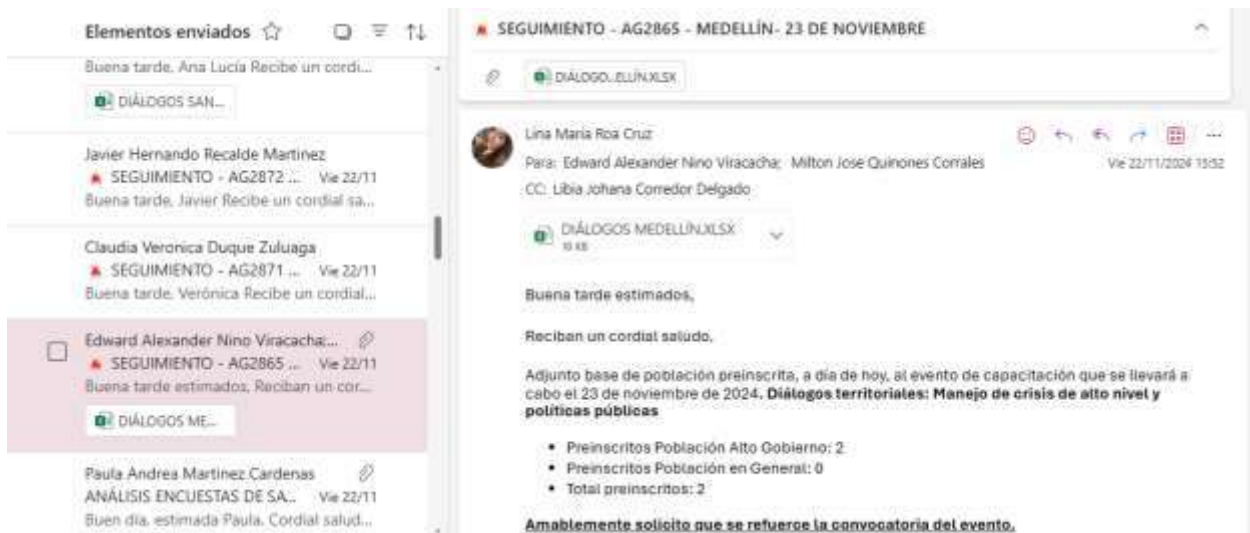 Elementos enviados
Buena tarde, Ana Lucía Recibe un cordi...
DIÁLOGOS SAN...
Javier Hernando Recalde Martinez
SEGUIMIENTO - AG2872 ... Vie 22/11
Buena tarde, Javier Recibe un cordial sa...
Claudia Veronica Duque Zuluaga
SEGUIMIENTO - AG2871 ... Vie 22/11
Buena tarde, Verónica Recibe un cordial...
Edward Alexander Nino Viracacha;...
SEGUIMIENTO - AG2865 ... Vie 22/11
Buena tarde estimados, Reciban un cor...
DIÁLOGOS ME...
Paula Andrea Martinez Cardenas
ANÁLISIS ENCUESTAS DE SA... Vie 22/11
Buen día, estimada Paula, Cordial salud...
SEGUIMIENTO - AG2865 - MEDELLÍN- 23 DE NOVIEMBRE
DIÁLOGO...ELLÍN.XLSX
Lina Maria Roa Cruz
Para: Edward Alexander Nino Viracacha; Milton Jose Quinones Corrales
Vie 22/11/2024 15:52
CC: Libia Johana Corredor Delgado
DIÁLOGOS MEDELLÍN.XLSX
10 KB
Buena tarde estimados,
Reciban un cordial saludo,
Adjunto base de población preinscrita, a día de hoy, al evento de capacitación que se llevará a
cabo el 23 de noviembre de 2024. Diálogos territoriales: Manejo de crisis de alto nivel y
políticas públicas
• Preinscritos Población Alto Gobierno: 2
• Preinscritos Población en General: 0
• Total preinscritos: 2
Amablemente solicito que se refuerce la convocatoria del evento.